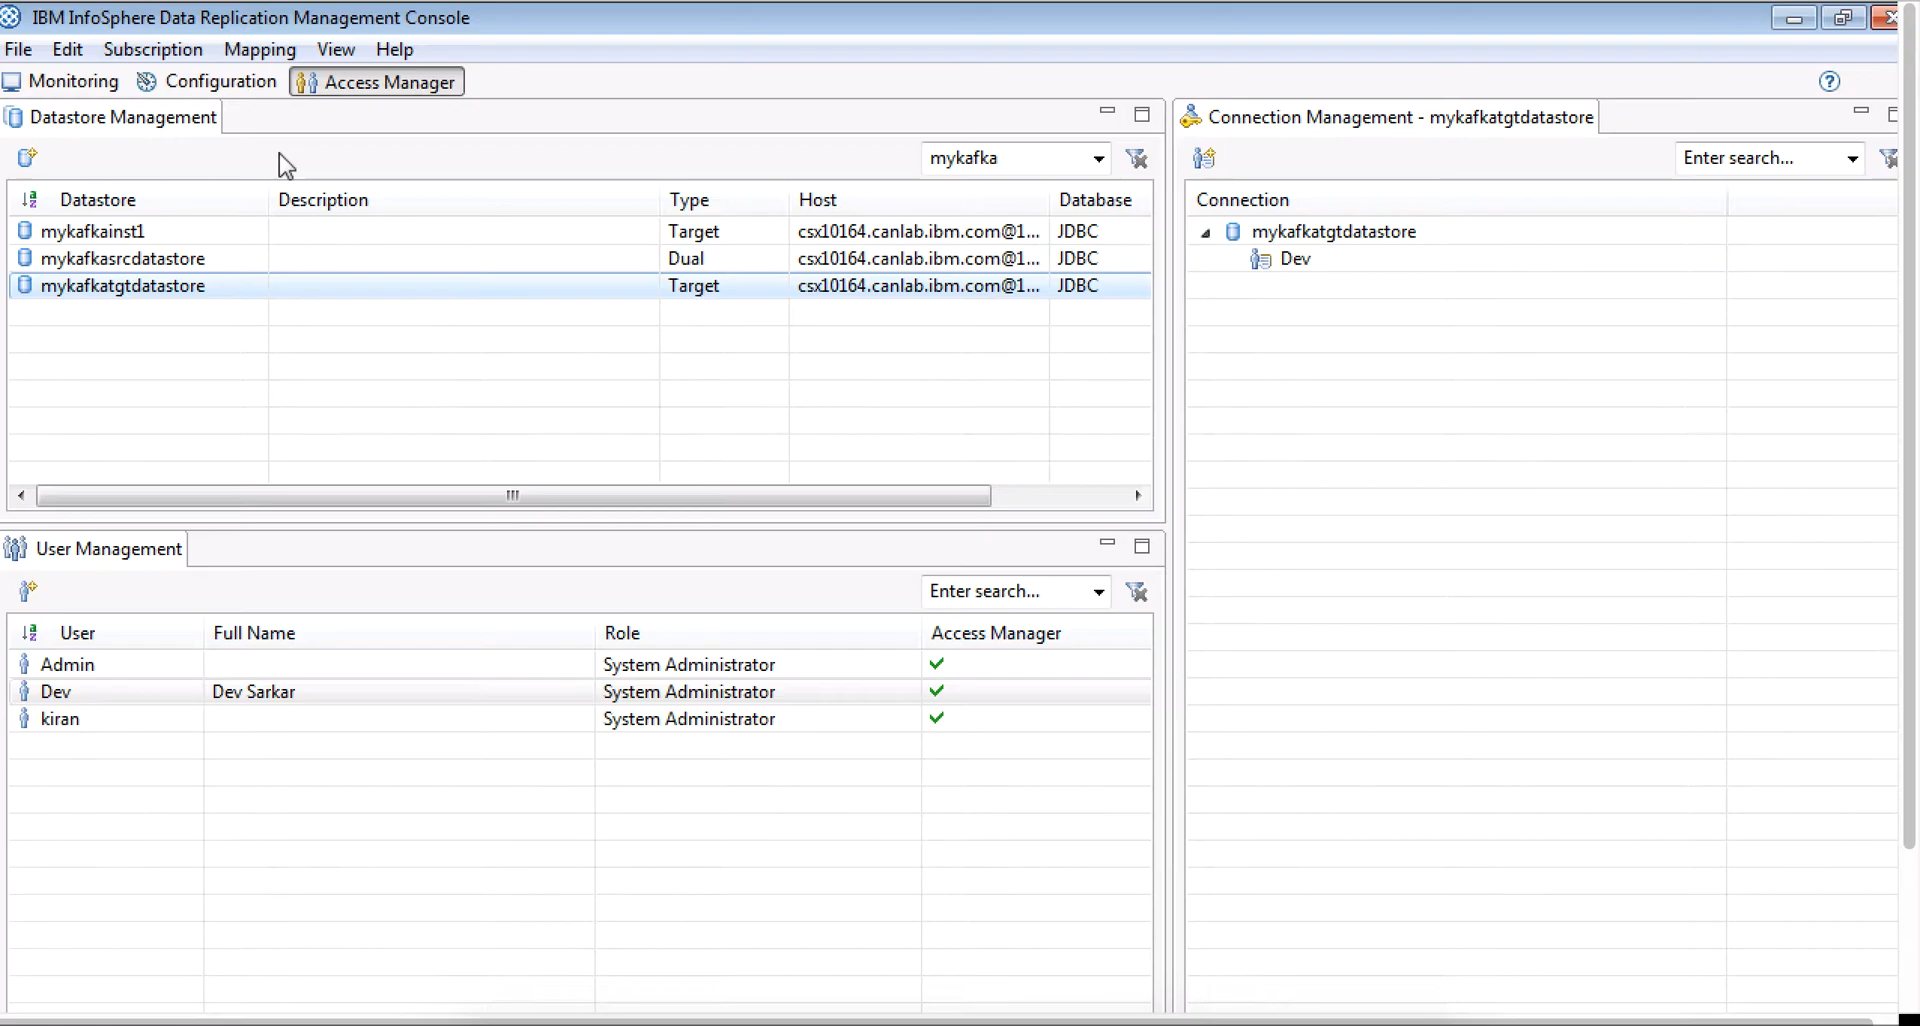 IBM InfoSphere Data Replication Management Console
File Edit Subscription Mapping View Help
Monitoring Configuration Access Manager
Datastore Management
mykafka
Datastore Description Type Host Database
mykafkainst1 Target csx10164.canlab.ibm.com@1... JDBC
mykafkasrcdatastore Dual csx10164.canlab.ibm.com@1... JDBC
mykafkatgtdatastore Target csx10164.canlab.ibm.com@1... JDBC
User Management
Enter search...
User Full Name Role Access Manager
Admin System Administrator
Dev Dev Sarkar System Administrator
kiran System Administrator
Connection Management - mykafkatgtdatastore
Enter search...
Connection
mykafkatgtdatastore
Dev